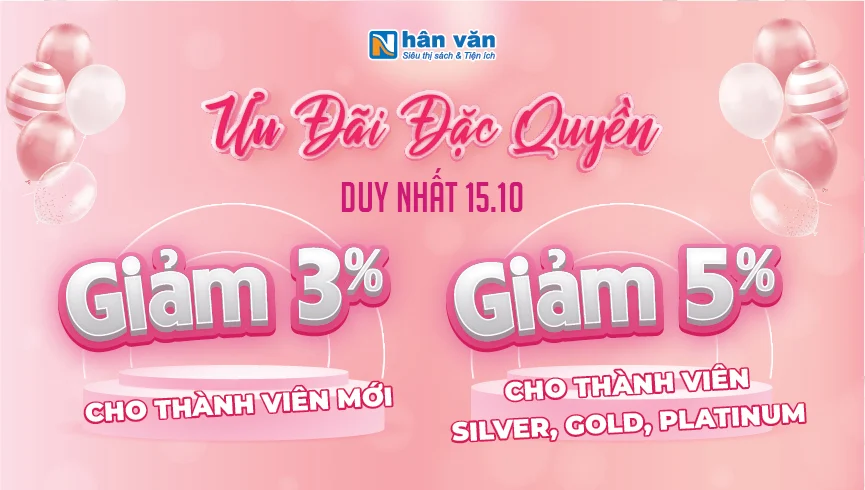 Nhân văn
Siêu thị sách & Tiện ích
Ưu Đãi Đặc Quyền
DUY NHẤT 15.10
Giảm 3%
CHO THÀNH VIÊN MỚI
Giảm 5%
CHO THÀNH VIÊN
SILVER, GOLD, PLATINUM